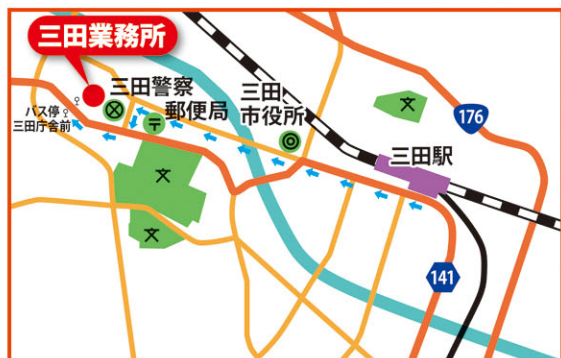 三田業務所
三田警察
郵便局
三田
市役所
バス停
三田庁舎前
三田駅
176
141
文
文
文